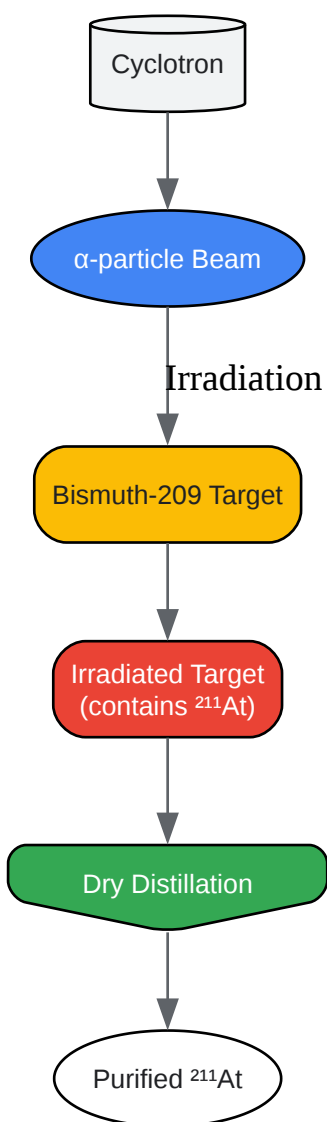 Cyclotron
α-particle Beam
Irradiation
Bismuth-209 Target
Irradiated Target
(contains ²¹¹At)
Dry Distillation
Purified ²¹¹At